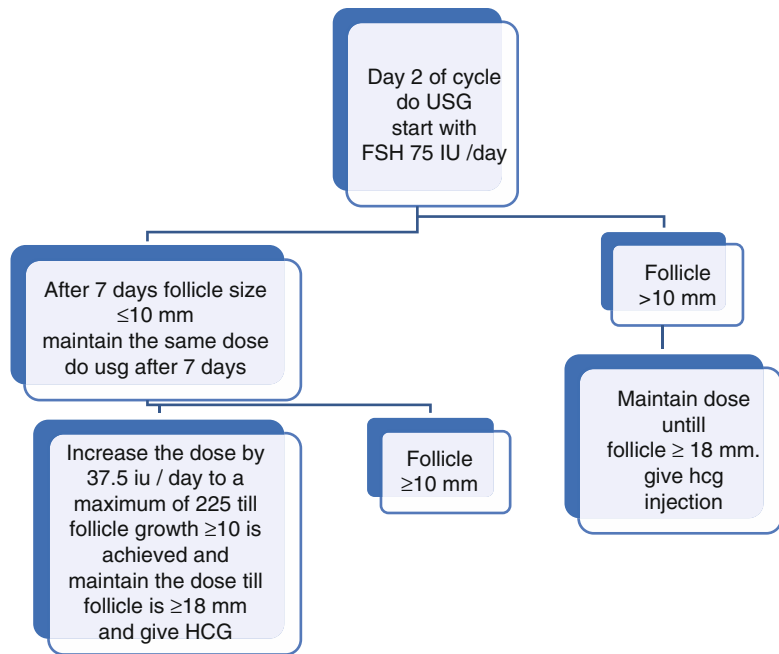 Day 2 of cycle
do USG
start with
FSH 75 IU /day
After 7 days follicle size
≤10 mm
maintain the same dose
do usg after 7 days
Follicle
>10 mm
Increase the dose by
37.5 iu / day to a
maximum of 225 till
follicle growth ≥10 is
achieved and
maintain the dose till
follicle is ≥18 mm
and give HCG
Follicle
≥10 mm
Maintain dose
untill
follicle ≥ 18 mm.
give hcg
injection